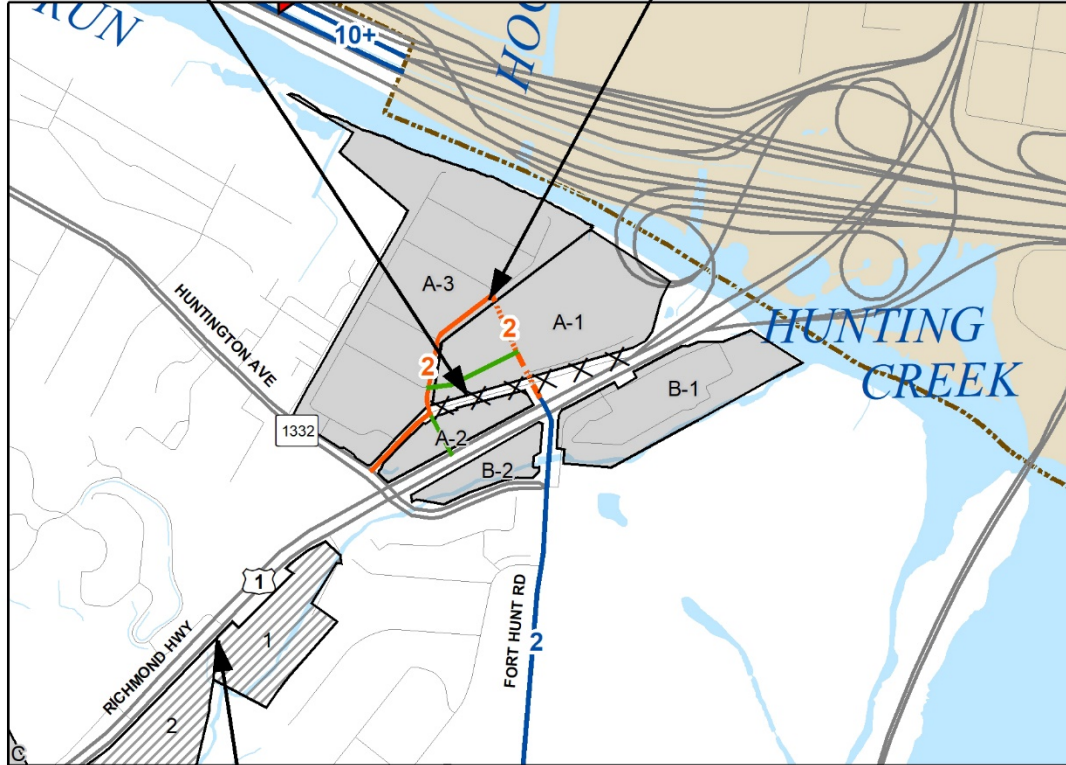 RUN
10+
HOO
A-3
A-1
2
2
HUNTING
CREEK
HUNTINGTON AVE
1332
A-2
B-1
B-2
1
1
RICHMOND HWY
2
FORT HUNT RD
2
C